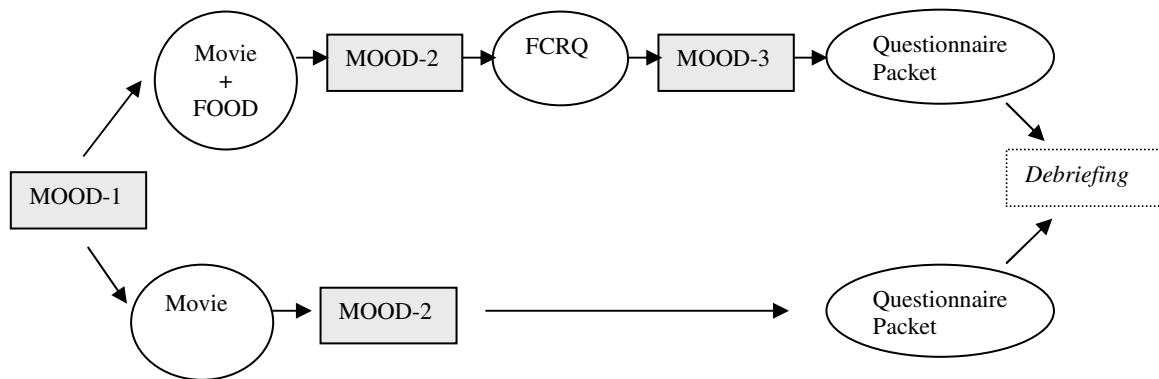 Movie
+
FOOD
MOOD-2
FCRQ
MOOD-3
Questionnaire
Packet
MOOD-1
Debriefing
Movie
MOOD-2
Questionnaire
Packet